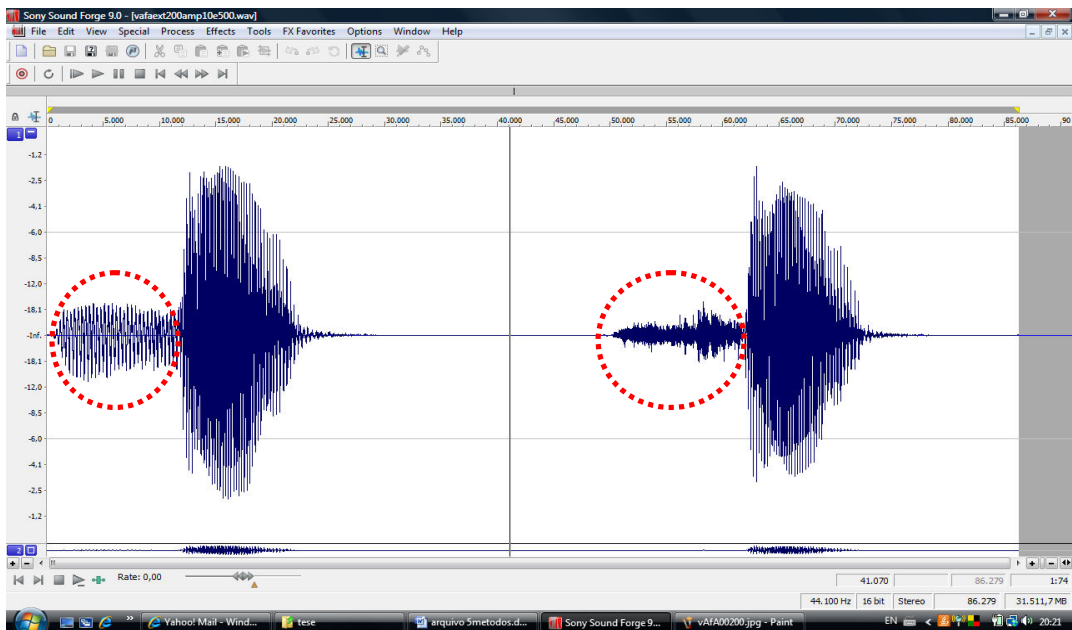 Sony Sound Forge 9.0 - [vafaext200amp10e500.wav]
File Edit View Special Process Effects Tools FX Favorites Options Window Help
0 ,5.000 ,10.000 ,15.000 ,20.000 ,25.000 ,30.000 ,35.000 ,40.000 ,45.000 ,50.000 ,55.000 ,60.000 ,65.000 ,70.000 ,75.000 ,80.000 ,85.000 ,90
1
-1,2
-2,5
-4,1
-6,0
-8,5
-12,0
-18,1
-Inf.
-18,1
-12,0
-8,5
-6,0
-4,1
-2,5
-1,2
2
Rate: 0,00
41.070 86.279 1:74
44.100 Hz 16 bit Stereo 86.279 31.511,7 MB
Yahoo! Mail - Wind... tese arquivo 5metodos.d... Sony Sound Forge 9.... vAfA00200.jpg - Paint EN 20:21